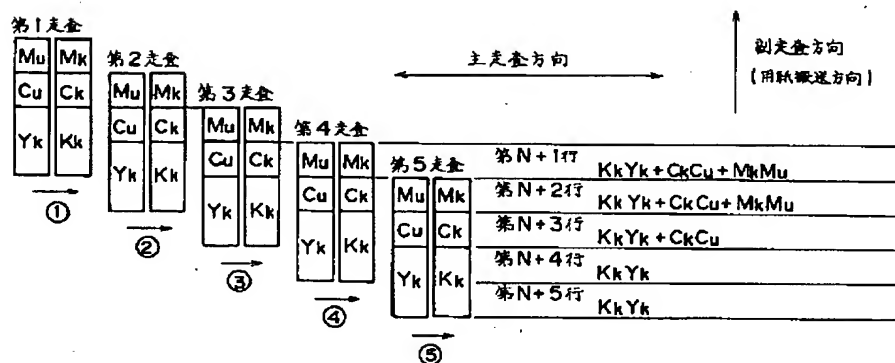 第1走査
Mu Mk
Cu Ck
Yk Kk
①
第2走査
Mu Mk
Cu Ck
Yk Kk
②
第3走査
Mu Mk
Cu Ck
Yk Kk
③
第4走査
Mu Mk
Cu Ck
Yk Kk
④
第5走査
Mu Mk
Cu Ck
Yk Kk
⑤
主走査方向
副走査方向
(用紙搬送方向)
第N+1行 KkYk+CkCu+MkMu
第N+2行 KkYk+CkCu+MkMu
第N+3行 KkYk+CkCu
第N+4行 KkYk
第N+5行 KkYk